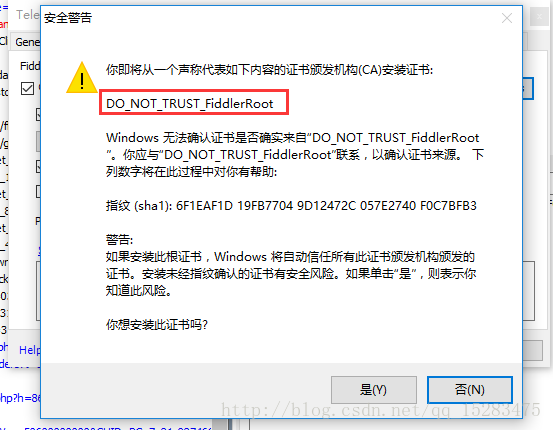 安全警告
Tele
Gene
Fidd
你即将从一个声称代表如下内容的证书颁发机构(CA)安装证书:
DO_NOT_TRUST_FiddlerRoot
Windows 无法确认证书是否确实来自“DO_NOT_TRUST_FiddlerRoot
”。你应与“DO_NOT_TRUST_FiddlerRoot”联系，以确认证书来源。 下
列数字将在此过程中对你有帮助:
指纹 (sha1): 6F1EAF1D 19FB7704 9D12472C 057E2740 F0C7BFB3
警告:
如果安装此根证书，Windows 将自动信任所有此证书颁发机构颁发的
证书。安装未经指纹确认的证书有安全风险。如果单击“是”，则表示你
知道此风险。
你想安装此证书吗?
Help
是(Y)
否(N)
http://blog.csdn.net/qq_15283475